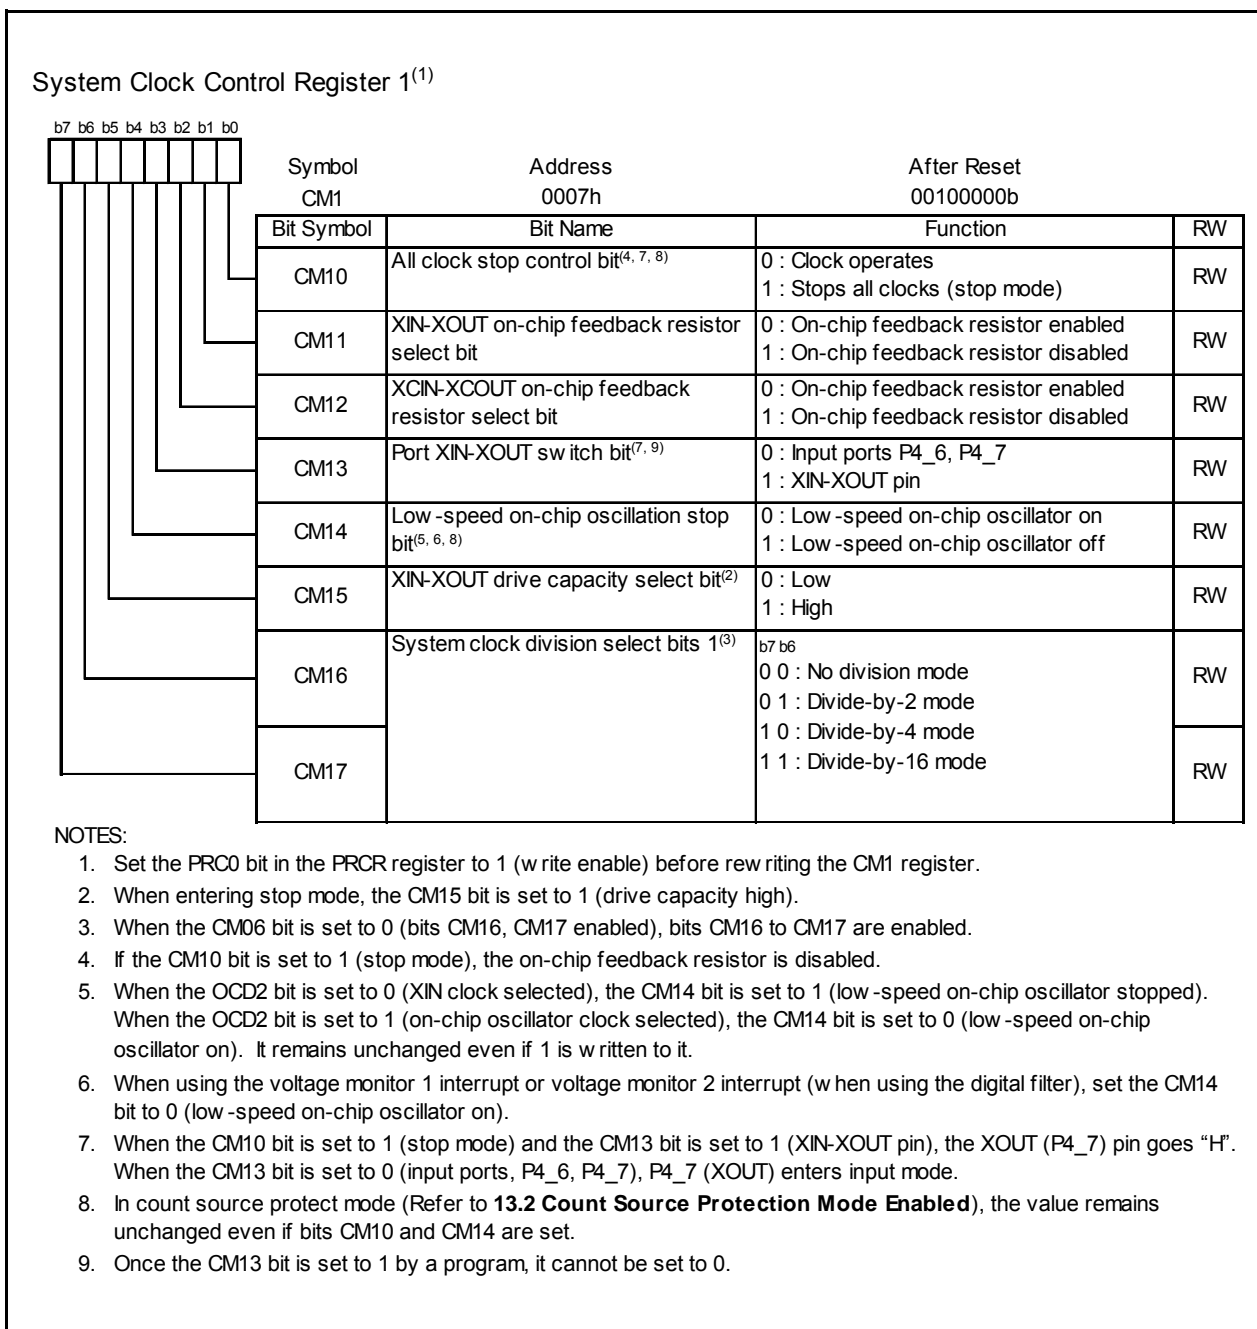 System Clock Control Register 1(1)
b7 b6 b5 b4 b3 b2 b1 b0
Symbol Address After Reset
CM1 0007h 00100000b
Bit Symbol Bit Name Function RW
CM10 All clock stop control bit(4, 7, 8) 0 : Clock operates RW
1 : Stops all clocks (stop mode)
CM11 XIN-XOUT on-chip feedback resistor 0 : On-chip feedback resistor enabled RW
select bit 1 : On-chip feedback resistor disabled
CM12 XCIN-XCOUT on-chip feedback 0 : On-chip feedback resistor enabled RW
resistor select bit 1 : On-chip feedback resistor disabled
CM13 Port XIN-XOUT switch bit(7, 9) 0 : Input ports P4_6, P4_7 RW
1 : XIN-XOUT pin
CM14 Low-speed on-chip oscillation stop 0 : Low-speed on-chip oscillator on RW
bit(5, 6, 8) 1 : Low-speed on-chip oscillator off
CM15 XIN-XOUT drive capacity select bit(2) 0 : Low RW
1 : High
CM16 System clock division select bits 1(3) b7 b6 RW
0 0 : No division mode
0 1 : Divide-by-2 mode
1 0 : Divide-by-4 mode
CM17 1 1 : Divide-by-16 mode RW
NOTES:
1. Set the PRC0 bit in the PRCR register to 1 (write enable) before rewriting the CM1 register.
2. When entering stop mode, the CM15 bit is set to 1 (drive capacity high).
3. When the CM06 bit is set to 0 (bits CM16, CM17 enabled), bits CM16 to CM17 are enabled.
4. If the CM10 bit is set to 1 (stop mode), the on-chip feedback resistor is disabled.
5. When the OCD2 bit is set to 0 (XIN clock selected), the CM14 bit is set to 1 (low-speed on-chip oscillator stopped).
When the OCD2 bit is set to 1 (on-chip oscillator clock selected), the CM14 bit is set to 0 (low-speed on-chip
oscillator on). It remains unchanged even if 1 is written to it.
6. When using the voltage monitor 1 interrupt or voltage monitor 2 interrupt (when using the digital filter), set the CM14
bit to 0 (low-speed on-chip oscillator on).
7. When the CM10 bit is set to 1 (stop mode) and the CM13 bit is set to 1 (XIN-XOUT pin), the XOUT (P4_7) pin goes “H”.
When the CM13 bit is set to 0 (input ports, P4_6, P4_7), P4_7 (XOUT) enters input mode.
8. In count source protect mode (Refer to 13.2 Count Source Protection Mode Enabled), the value remains
unchanged even if bits CM10 and CM14 are set.
9. Once the CM13 bit is set to 1 by a program, it cannot be set to 0.